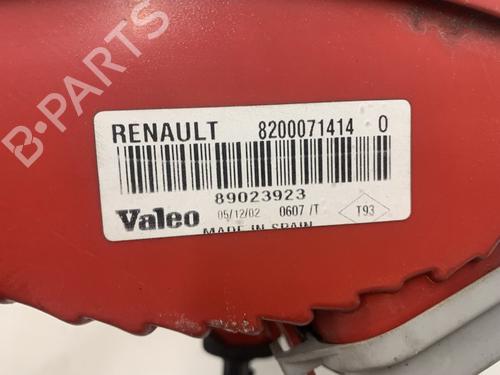 B-PARTS
RENAULT 8200071414 0
89023923
Valeo 05/12/02 0607 /T T93
MADE IN SPAIN